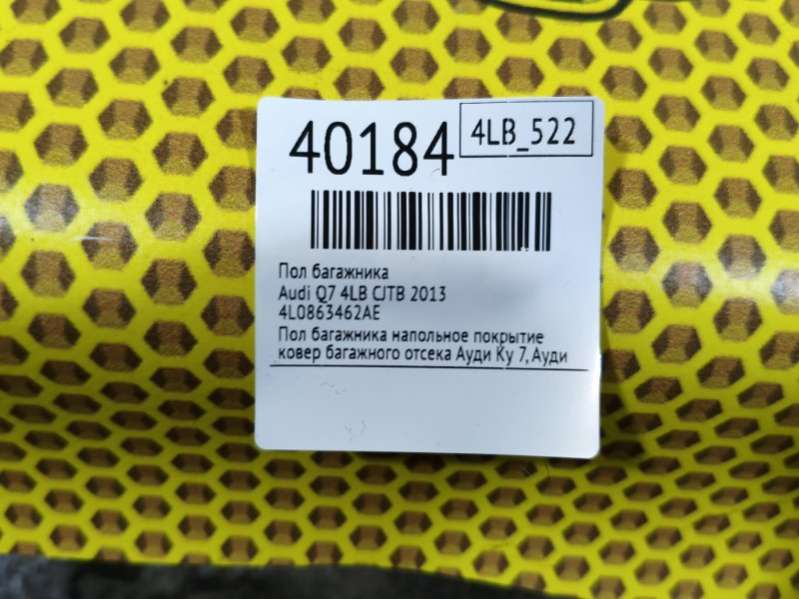 40184
4LB_522
Пол багажника
Audi Q7 4LB CJTB 2013
4L0863462AE
Пол багажника напольное покрытие
ковер багажного отсека Ауди Ку 7, Ауди